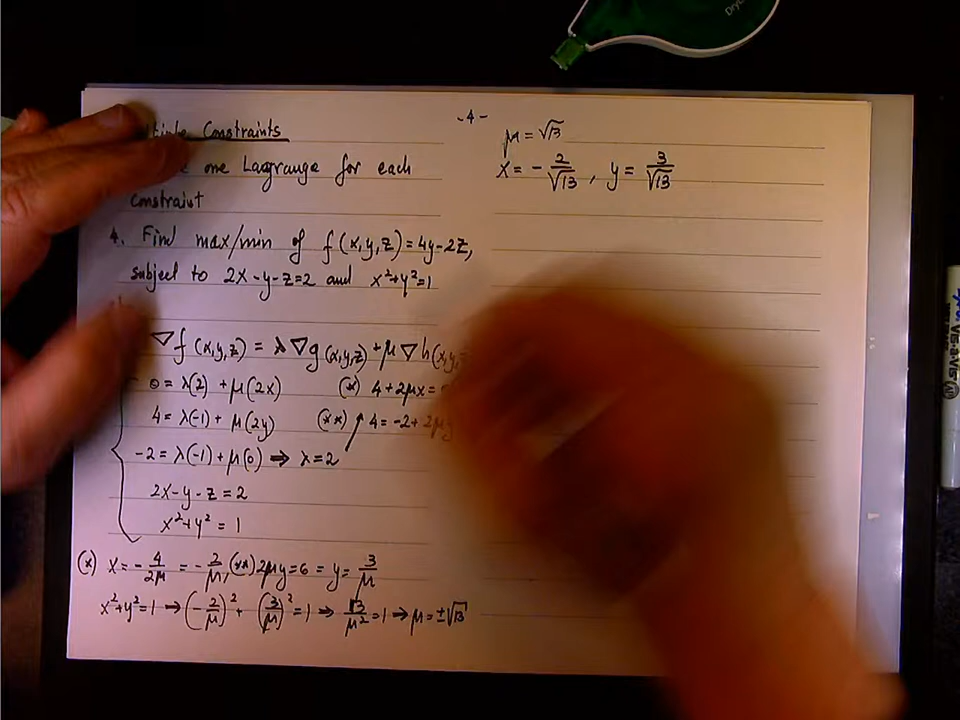 -4-
Constraints
one Lagrange for each
constraint
4. Find max/min of f(x,y,z)=4y-2z,
subject to 2x-y-z=2 and x²+y²=1
∇f(x,y,z) = λ∇g(x,y,z)+μ∇h(x,y,z
0 = λ(2) + μ(2x) (*) 4+2μx=
4 = λ(-1) + μ(2y) (**) 4=-2+2μy
-2 = λ(-1)+μ(0) ⇒ λ=2
2x-y-z=2
x²+y² = 1
(*) x=-4/2μ = -2/μ, (**) 2μy=6 = y= 3/μ
x²+y²=1 ⇒ (-2/μ)² + (3/μ)²=1 ⇒ 13/μ²=1 ⇒ μ=±√13
μ = √13
x = - 2/√13 , y = 3/√13